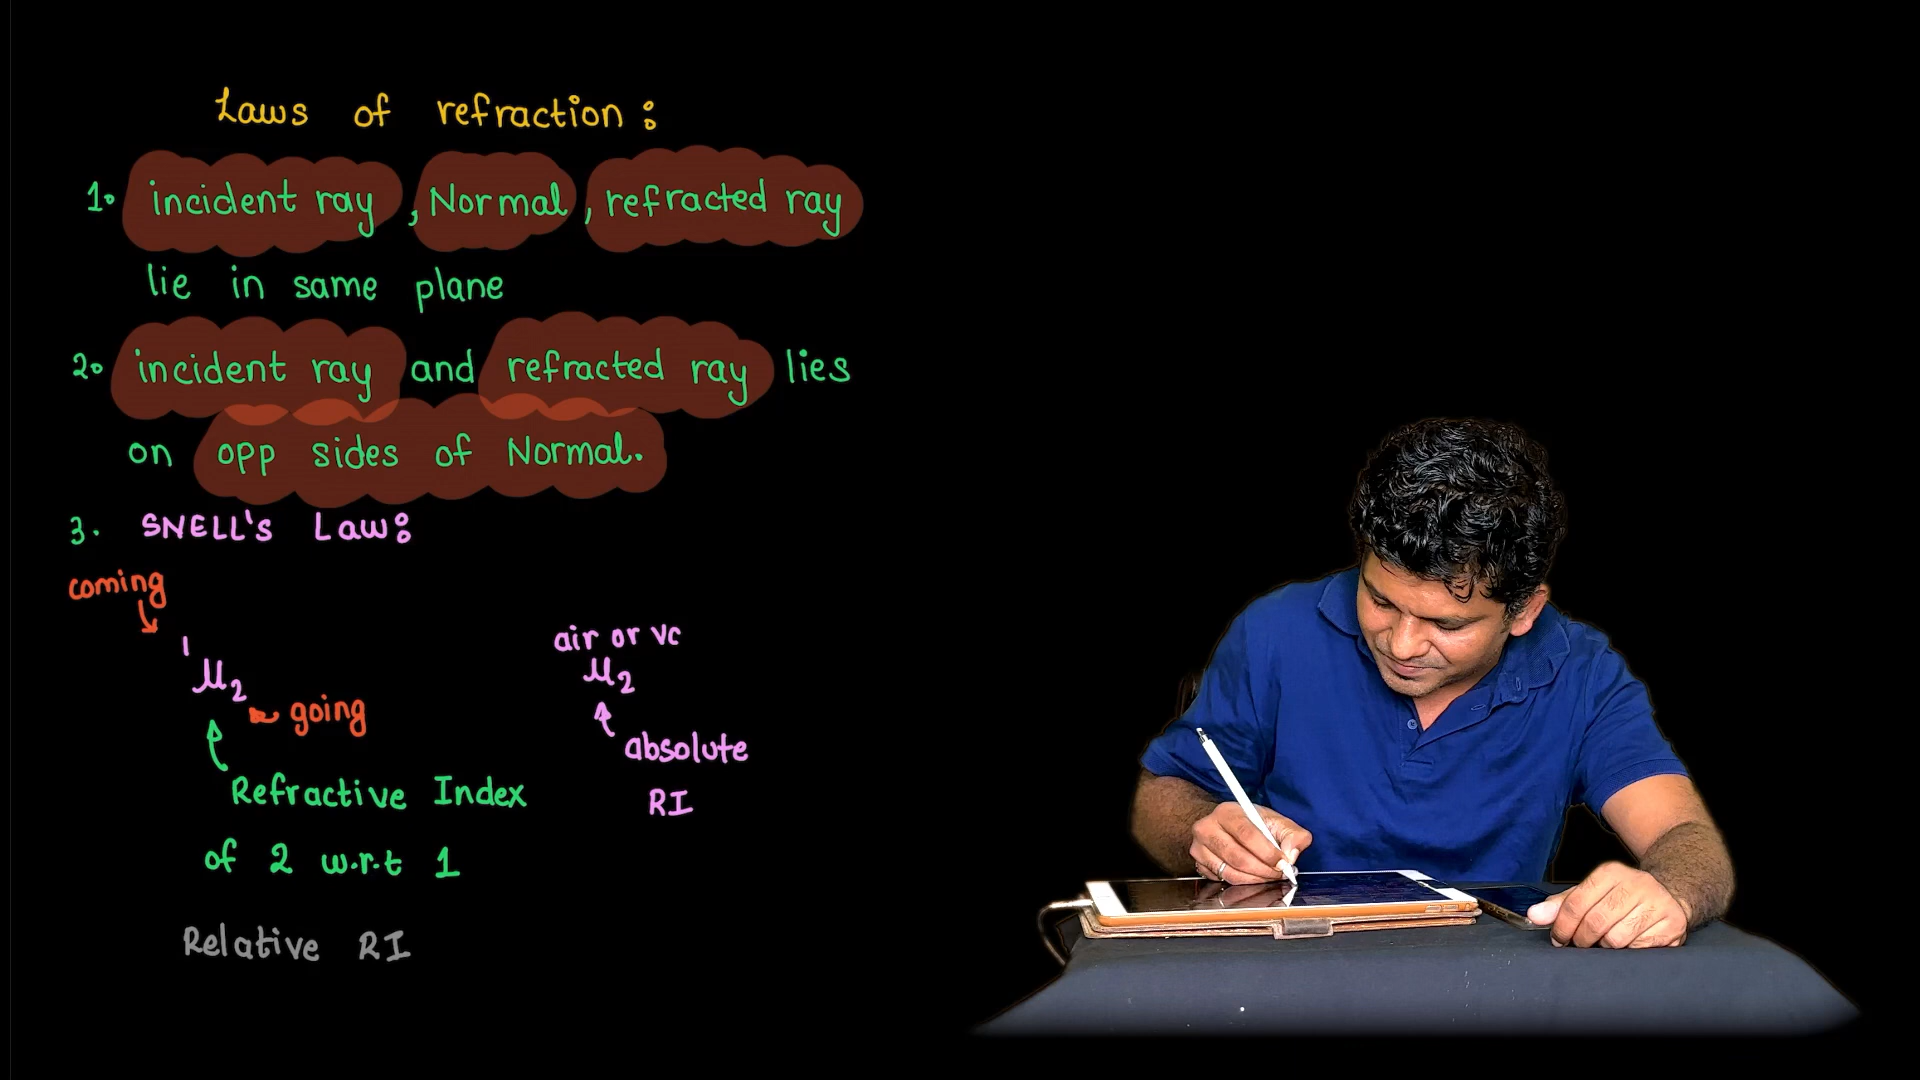 Laws of refraction:
1. incident ray, Normal, refracted ray
lie in same plane
2. incident ray and refracted ray lies
on opp sides of Normal.
3. SNELL's Law:
coming
¹μ₂
going
Refractive Index
of 2 w.r.t 1
Relative RI
air or vc
μ₂
absolute
RI